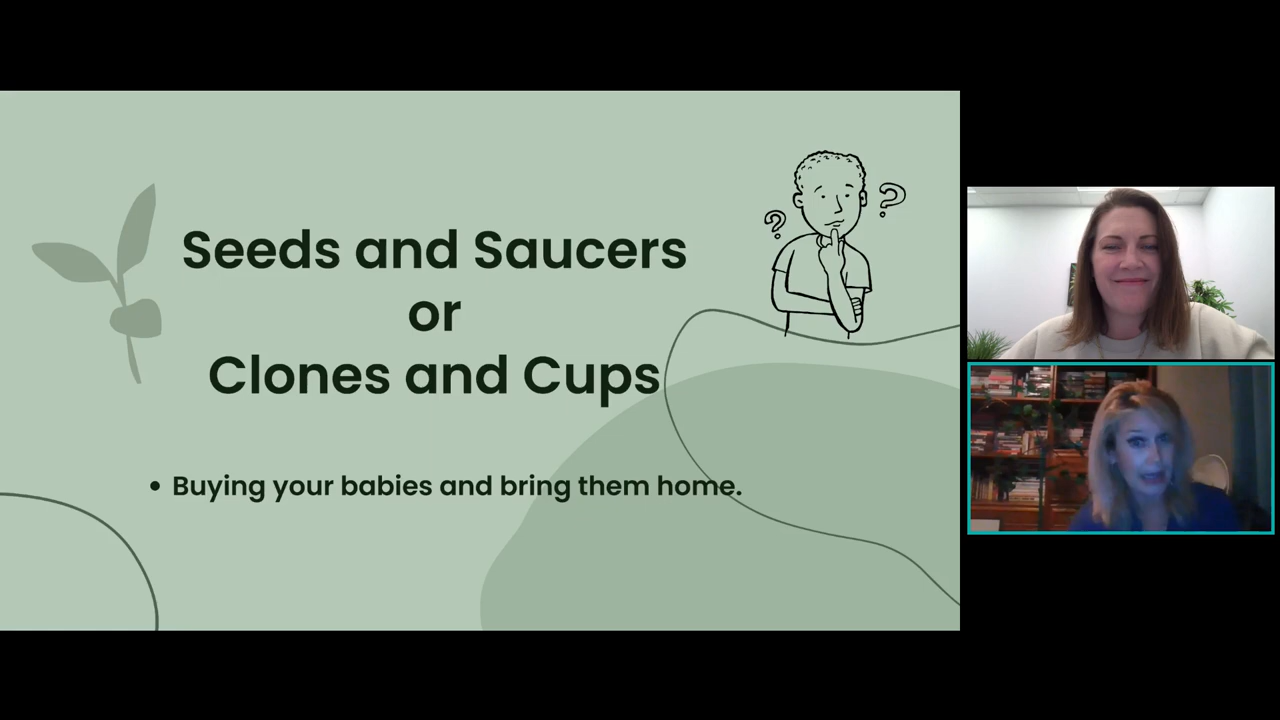 Seeds and Saucers
or
Clones and Cups
• Buying your babies and bring them home.